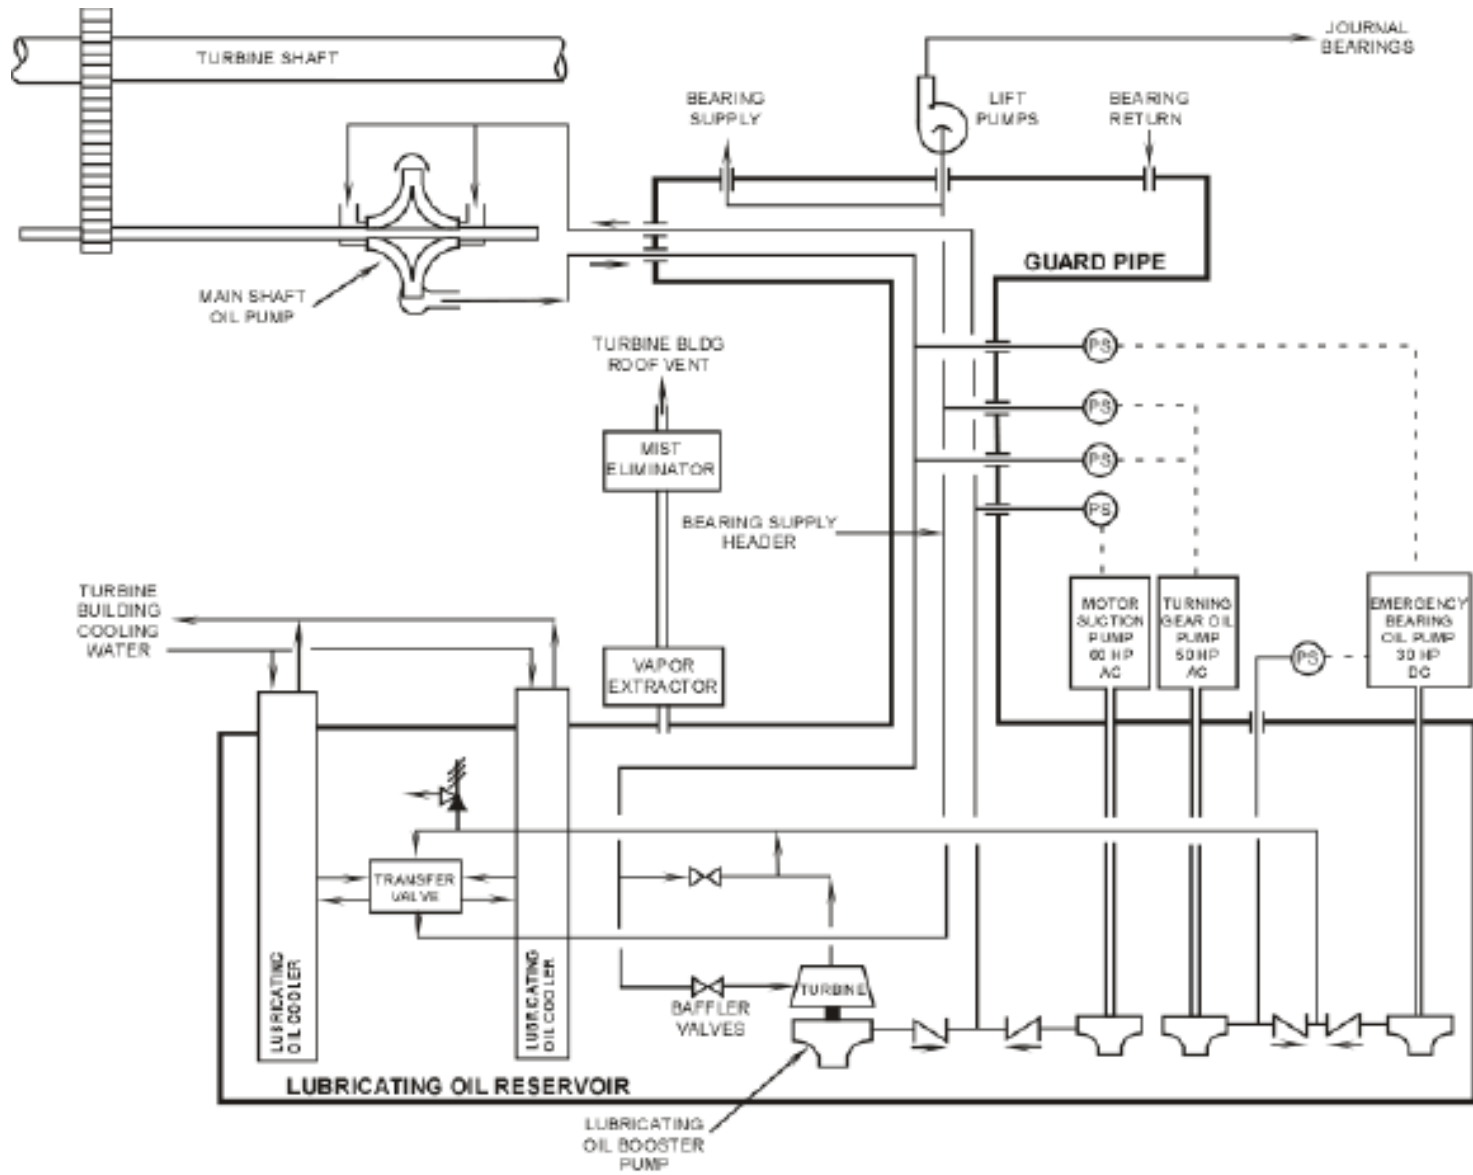 JOURNAL
BEARINGS
TURBINE SHAFT
BEARING
SUPPLY
LIFT
PUMPS
BEARING
RETURN
GUARD PIPE
MAIN SHAFT
OIL PUMP
TURBINE BLDG
ROOF VENT
PS
PS
PS
PS
MIST
ELIMINATOR
BEARING SUPPLY
HEADER
TURBINE
BUILDING
COOLING
WATER
VAPOR
EXTRACTOR
MOTOR
SUCTION
PUMP
60 HP
AC
TURNING
GEAR OIL
PUMP
50 HP
AC
PS
EMERGENCY
BEARING
OIL PUMP
30 HP
DC
TRANSFER
VALVE
LUBRICATING
OIL COOLER
LUBRICATING
OIL COOLER
TURBINE
BAFFLER
VALVES
LUBRICATING OIL RESERVOIR
LUBRICATING
OIL BOOSTER
PUMP